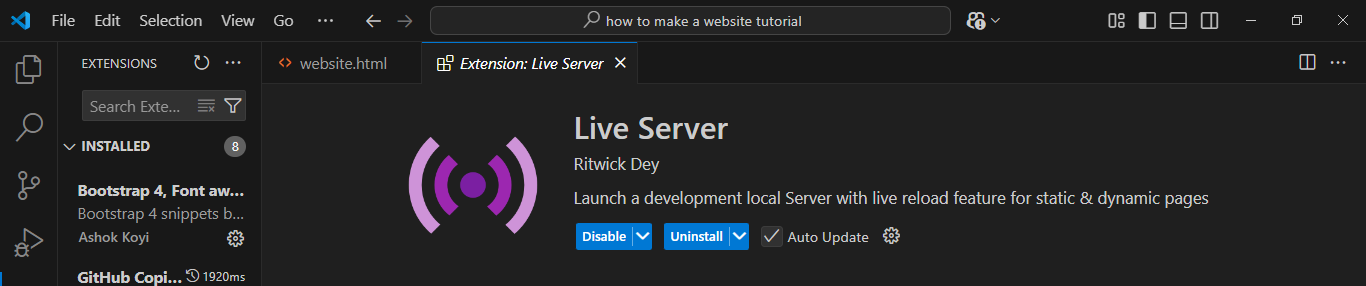 File Edit Selection View Go ··· how to make a website tutorial
EXTENSIONS ···
website.html Extension: Live Server
Search Exte...
INSTALLED 8
Bootstrap 4, Font aw...
Bootstrap 4 snippets b...
Ashok Koyi
GitHub Copi... 1920ms
Live Server
Ritwick Dey
Launch a development local Server with live reload feature for static & dynamic pages
Disable Uninstall Auto Update